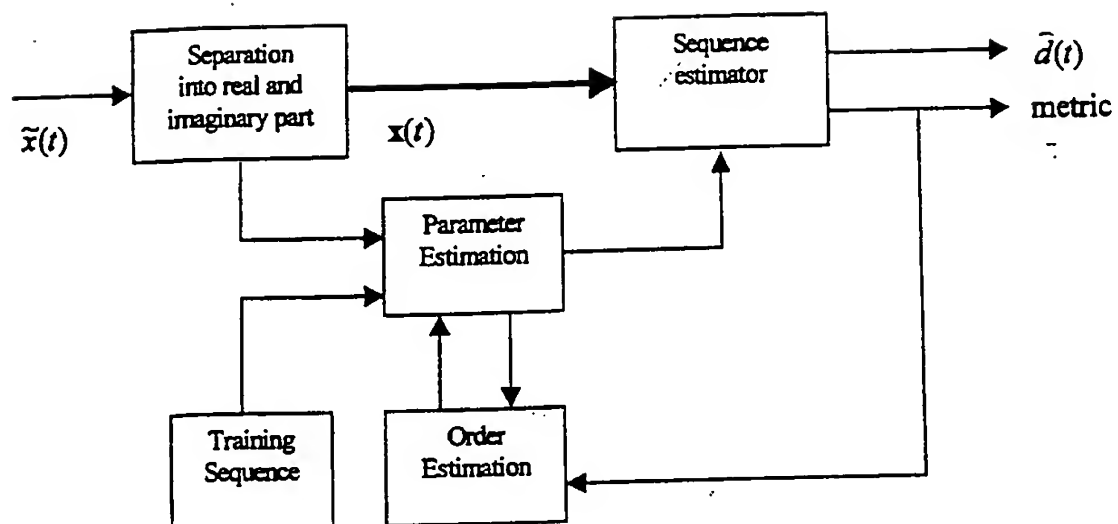 Separation
into real and
imaginary part
Sequence
estimator
d̂(t)
metric
x̃(t)
x(t)
Parameter
Estimation
Training
Sequence
Order
Estimation